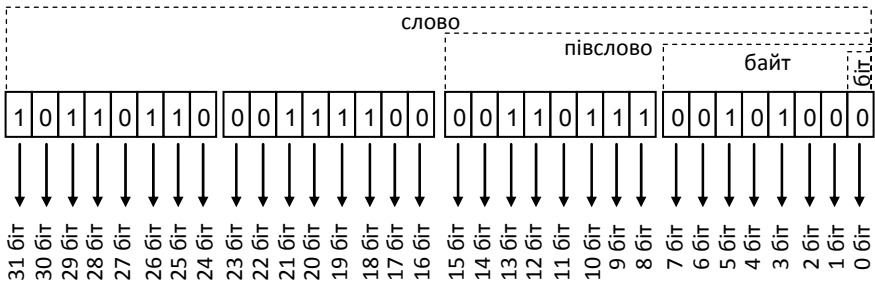 слово
півслово
байт
біт
1 0 1 1 0 1 1 0 0 0 1 1 1 1 0 0 0 0 1 1 0 1 1 1 0 0 1 0 1 0 0 0
31 біт 30 біт 29 біт 28 біт 27 біт 26 біт 25 біт 24 біт 23 біт 22 біт 21 біт 20 біт 19 біт 18 біт 17 біт 16 біт 15 біт 14 біт 13 біт 12 біт 11 біт 10 біт 9 біт 8 біт 7 біт 6 біт 5 біт 4 біт 3 біт 2 біт 1 біт 0 біт